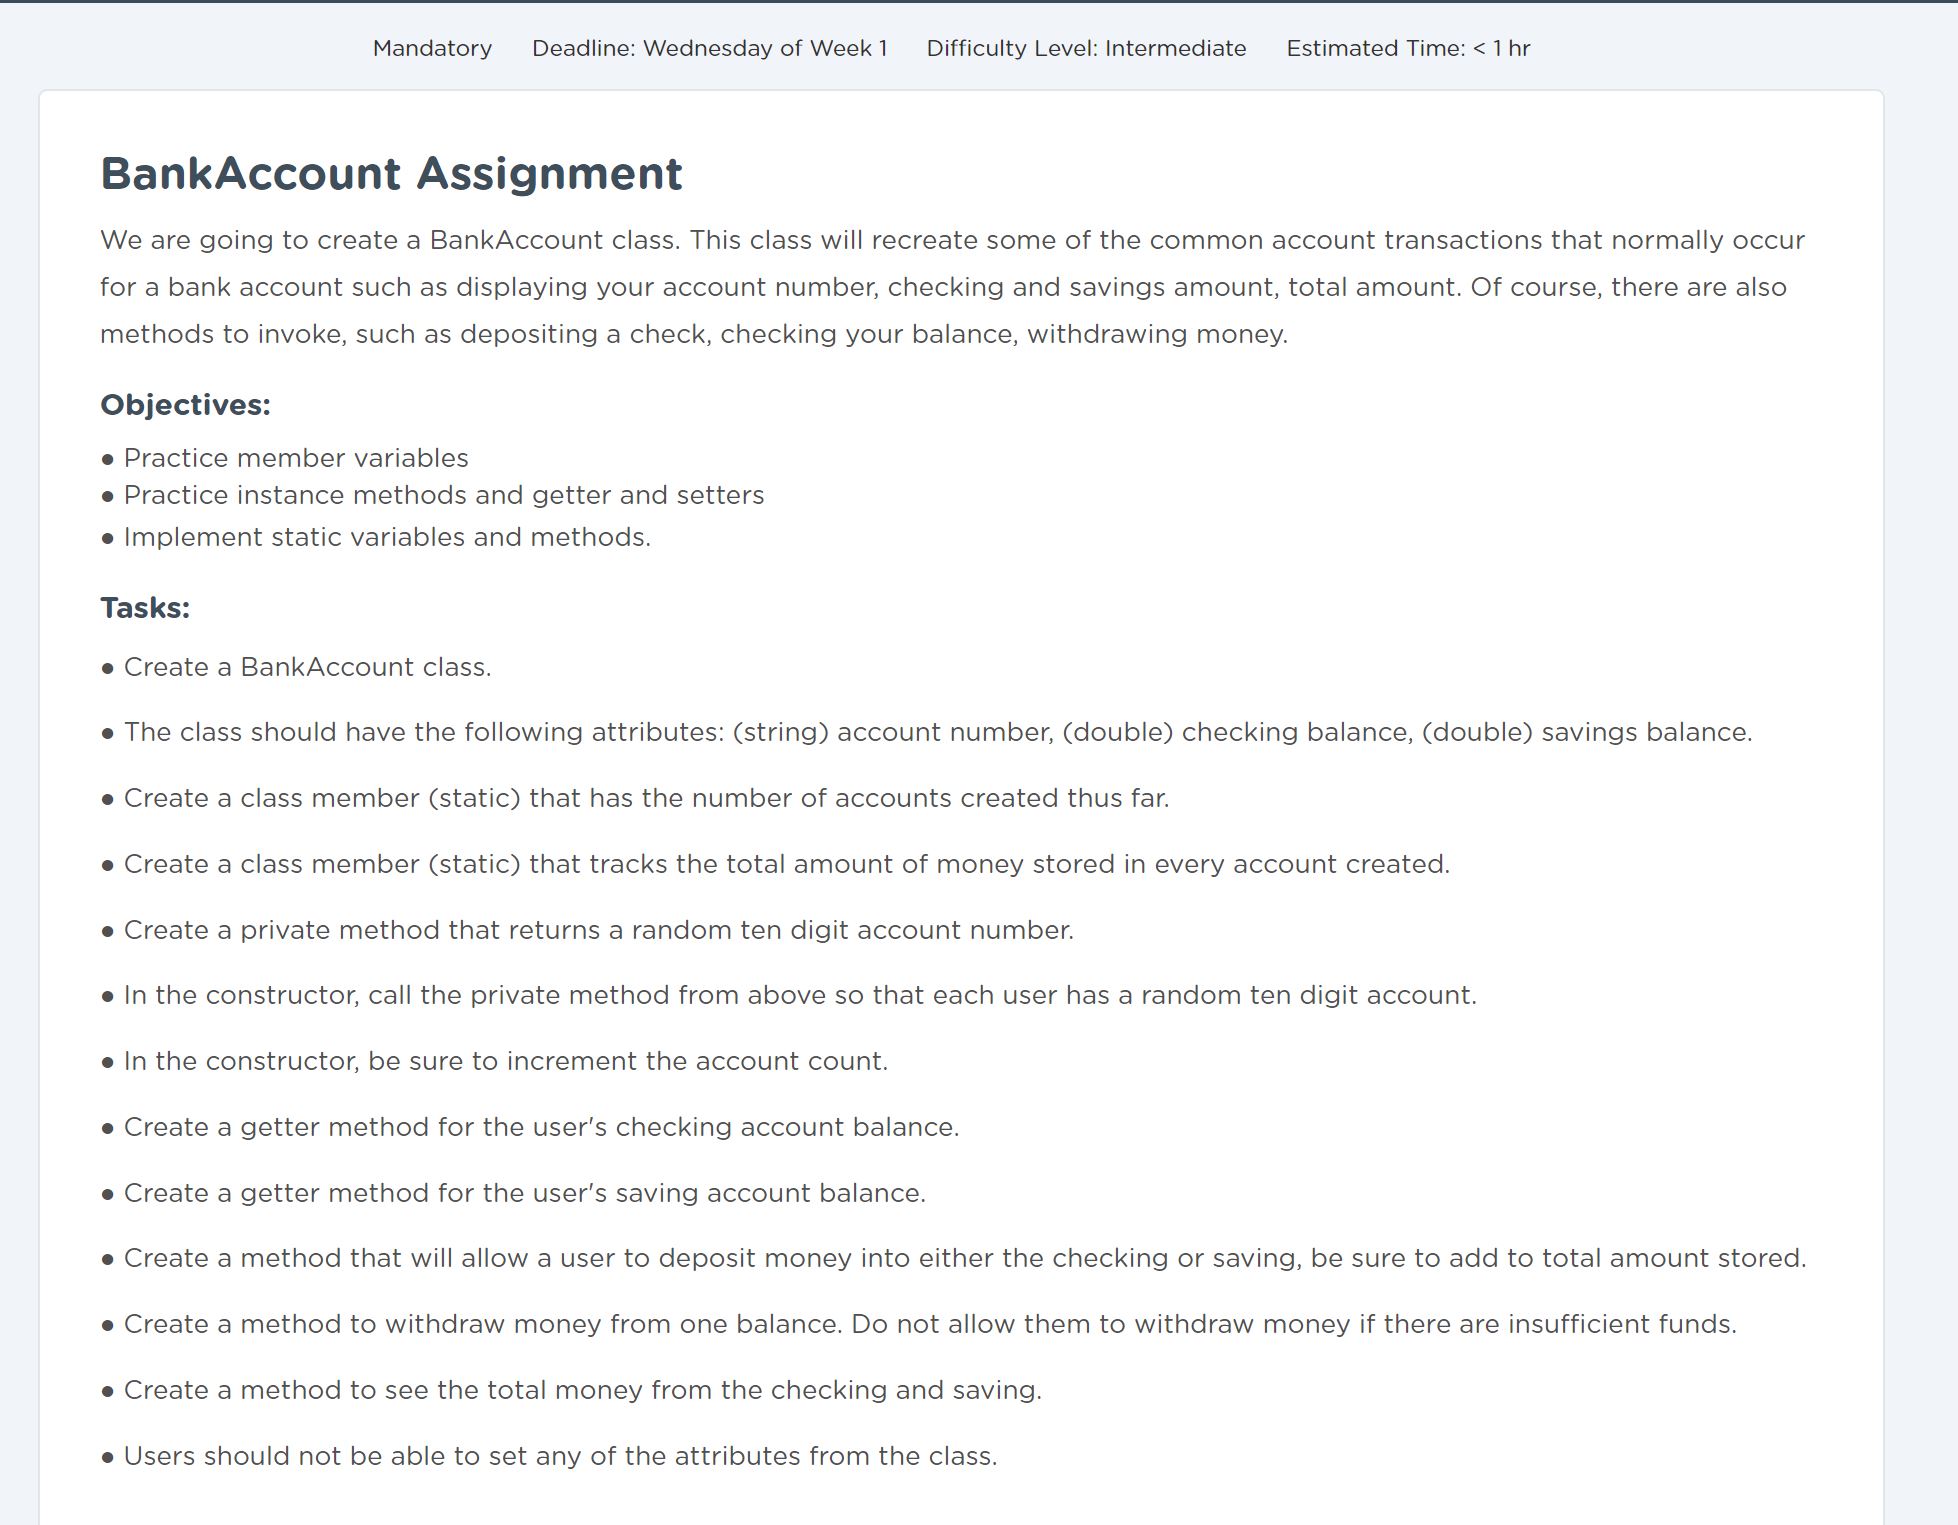 Mandatory Deadline: Wednesday of Week 1 Difficulty Level: Intermediate Estimated Time: < 1 hr
BankAccount Assignment
We are going to create a BankAccount class. This class will recreate some of the common account transactions that normally occur
for a bank account such as displaying your account number, checking and savings amount, total amount. Of course, there are also
methods to invoke, such as depositing a check, checking your balance, withdrawing money.
Objectives:
● Practice member variables
● Practice instance methods and getter and setters
● Implement static variables and methods.
Tasks:
● Create a BankAccount class.
● The class should have the following attributes: (string) account number, (double) checking balance, (double) savings balance.
● Create a class member (static) that has the number of accounts created thus far.
● Create a class member (static) that tracks the total amount of money stored in every account created.
● Create a private method that returns a random ten digit account number.
● In the constructor, call the private method from above so that each user has a random ten digit account.
● In the constructor, be sure to increment the account count.
● Create a getter method for the user's checking account balance.
● Create a getter method for the user's saving account balance.
● Create a method that will allow a user to deposit money into either the checking or saving, be sure to add to total amount stored.
● Create a method to withdraw money from one balance. Do not allow them to withdraw money if there are insufficient funds.
● Create a method to see the total money from the checking and saving.
● Users should not be able to set any of the attributes from the class.